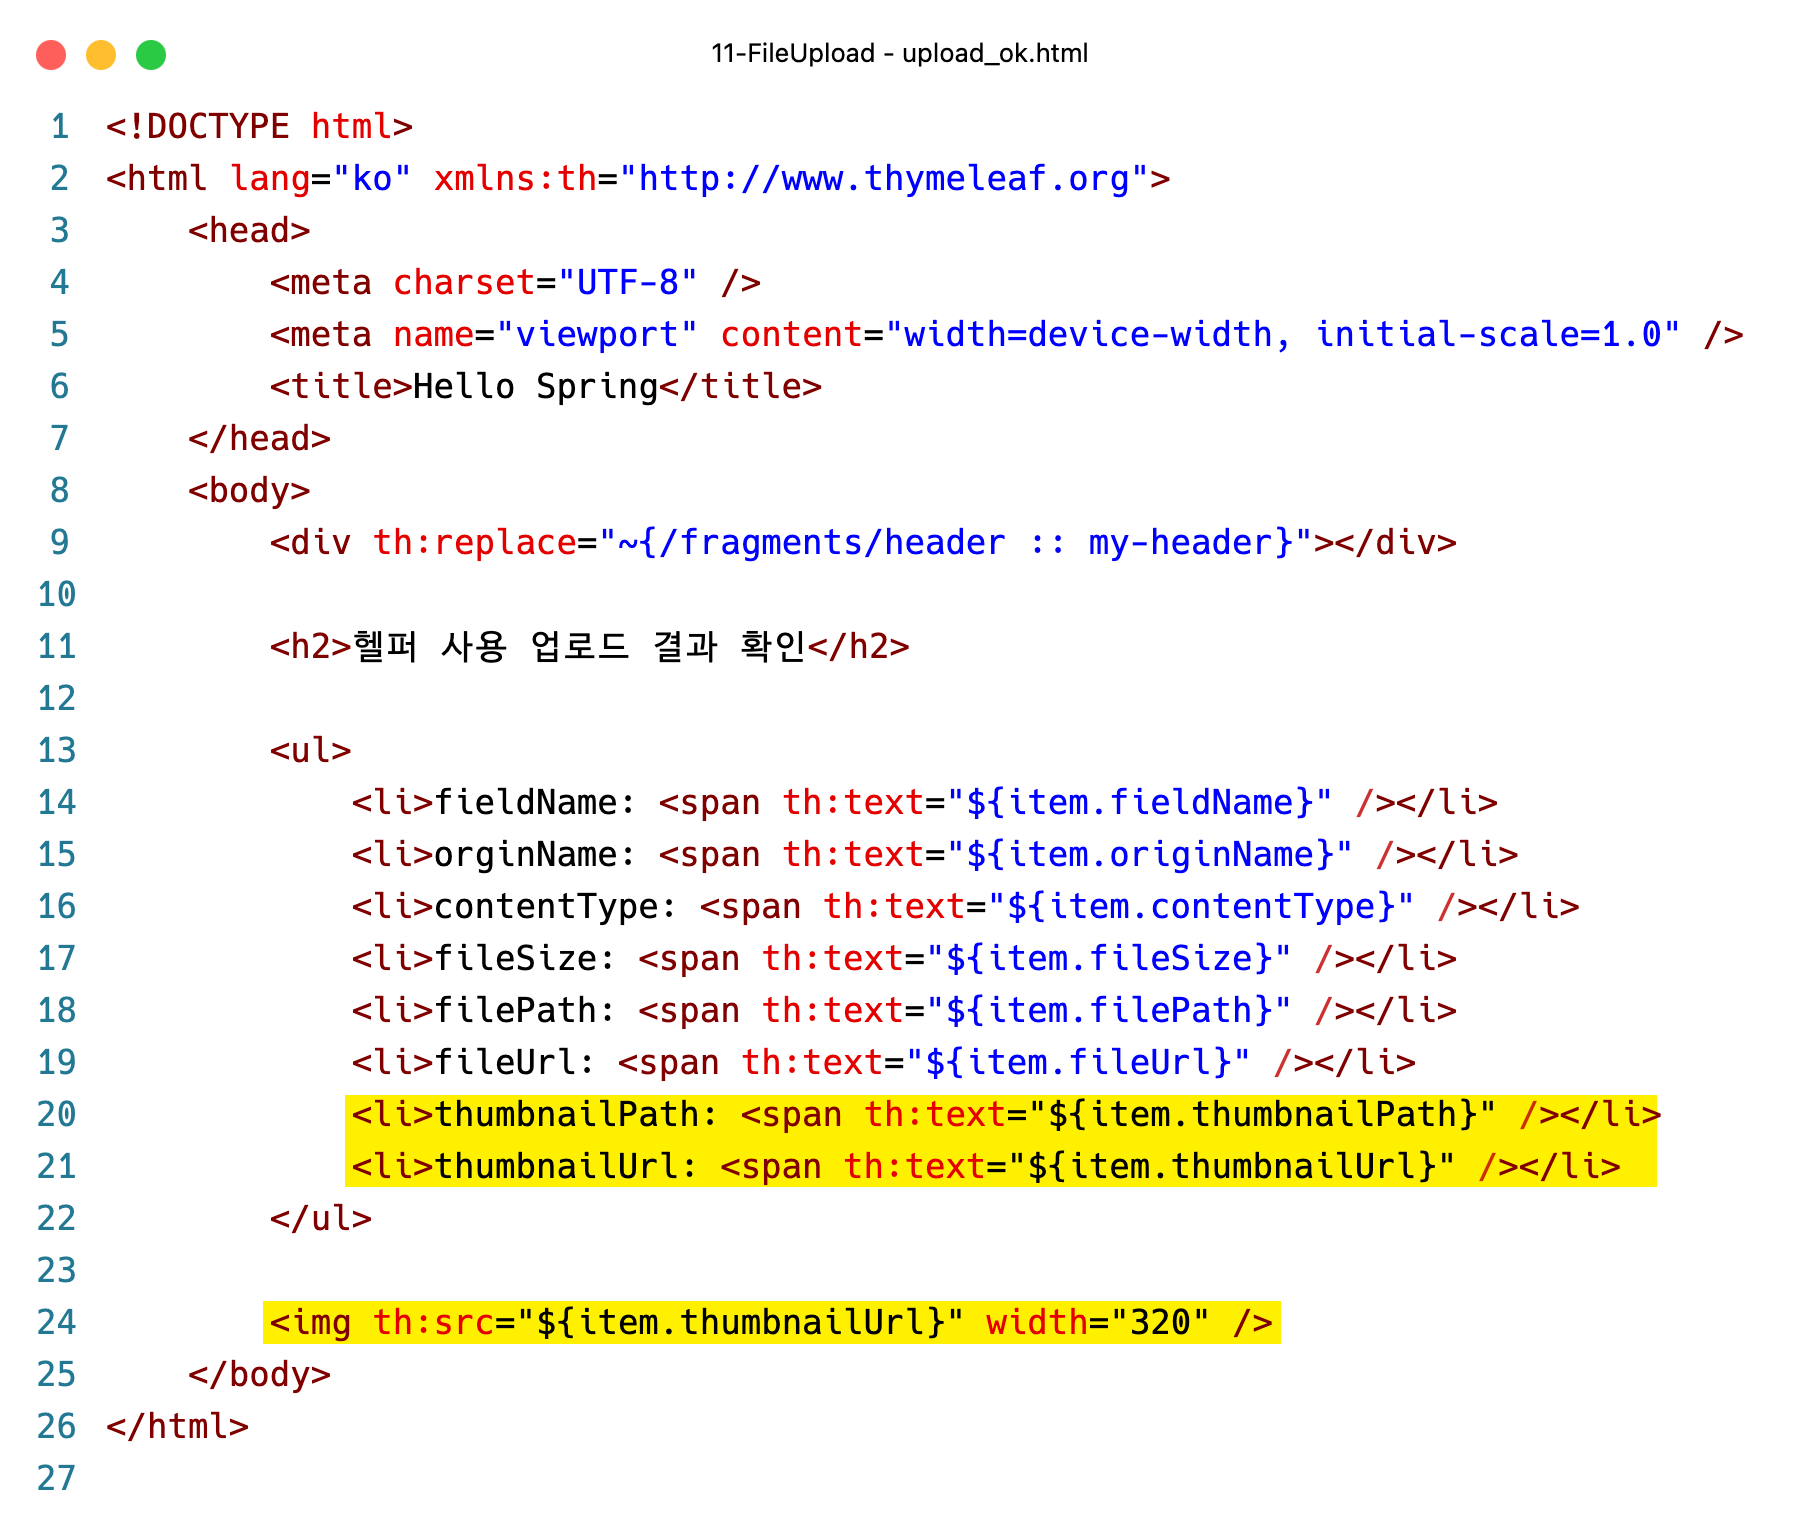 11-FileUpload - upload_ok.html
1 <!DOCTYPE html>
2 <html lang="ko" xmlns:th="http://www.thymeleaf.org">
3     <head>
4         <meta charset="UTF-8" />
5         <meta name="viewport" content="width=device-width, initial-scale=1.0" />
6         <title>Hello Spring</title>
7     </head>
8     <body>
9         <div th:replace="~{/fragments/header :: my-header}"></div>
10
11         <h2>헬퍼 사용 업로드 결과 확인</h2>
12
13         <ul>
14             <li>fieldName: <span th:text="${item.fieldName}" /></li>
15             <li>orginName: <span th:text="${item.originName}" /></li>
16             <li>contentType: <span th:text="${item.contentType}" /></li>
17             <li>fileSize: <span th:text="${item.fileSize}" /></li>
18             <li>filePath: <span th:text="${item.filePath}" /></li>
19             <li>fileUrl: <span th:text="${item.fileUrl}" /></li>
20             <li>thumbnailPath: <span th:text="${item.thumbnailPath}" /></li>
21             <li>thumbnailUrl: <span th:text="${item.thumbnailUrl}" /></li>
22         </ul>
23
24         <img th:src="${item.thumbnailUrl}" width="320" />
25     </body>
26 </html>
27